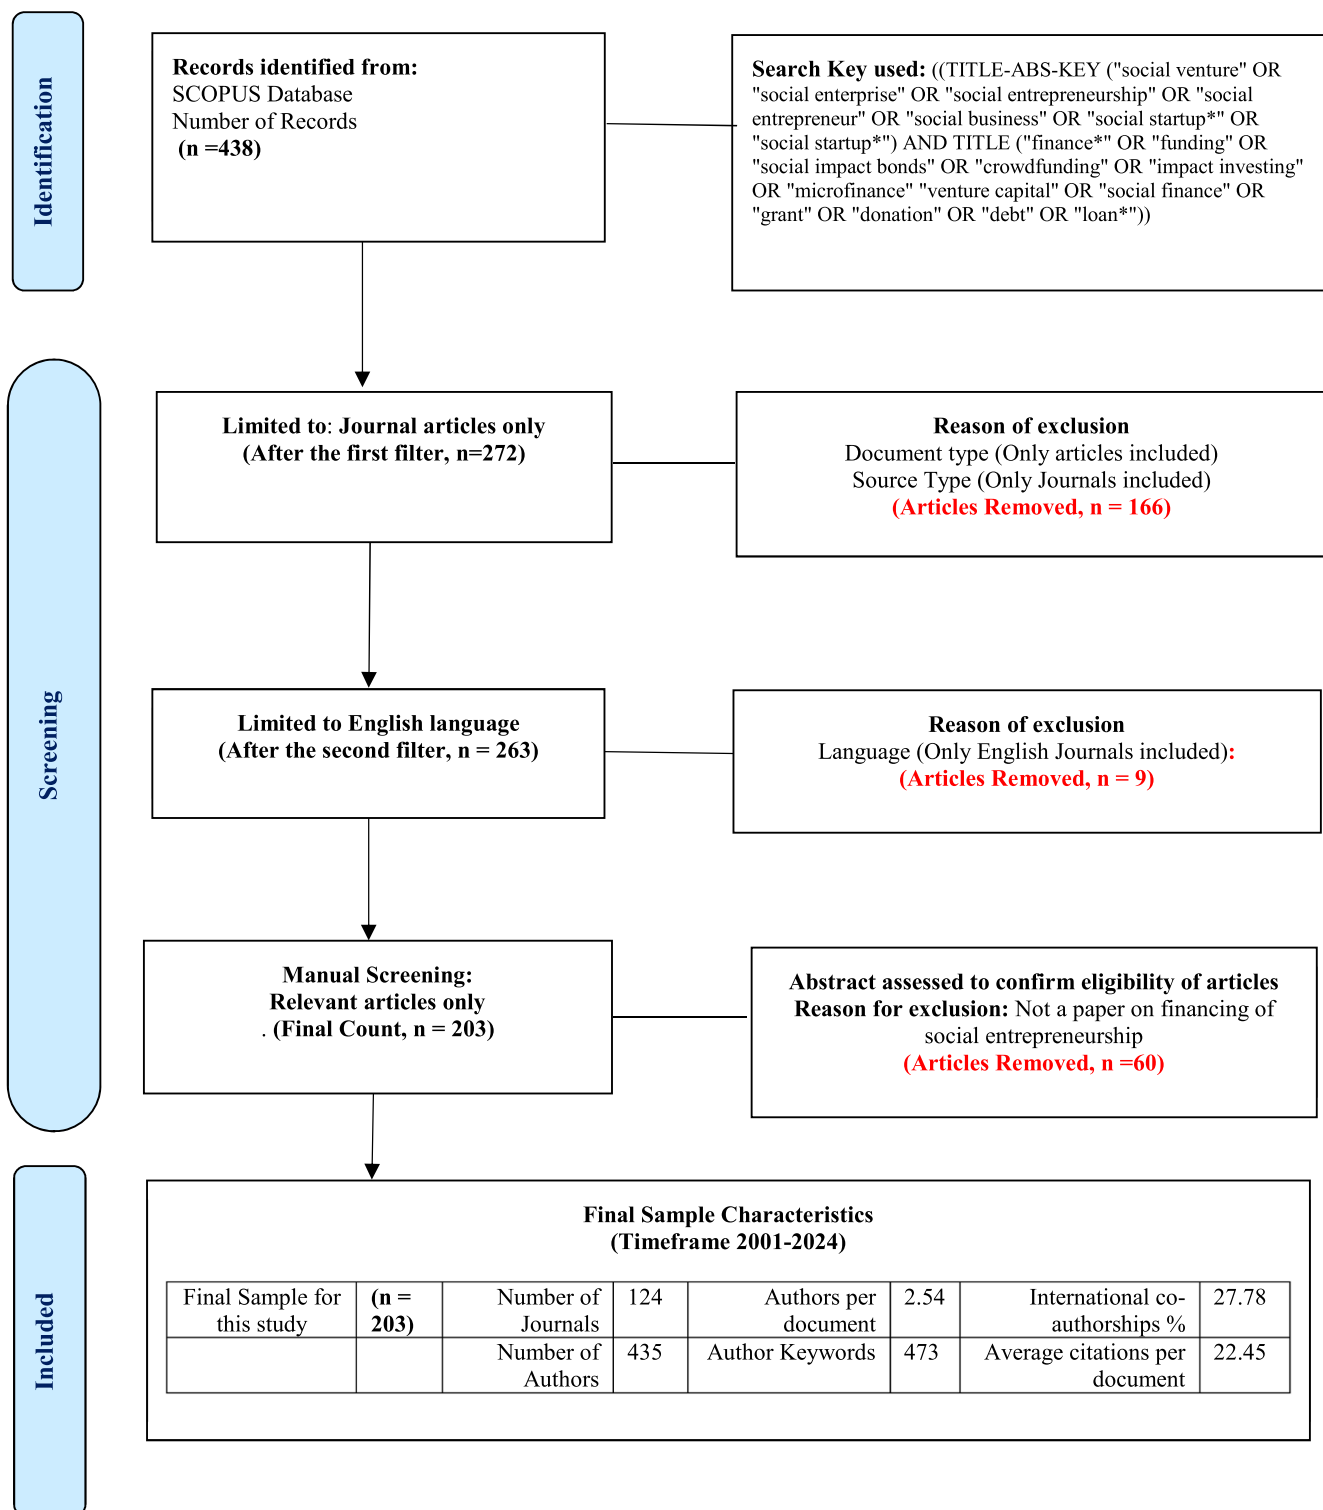 Identification
Records identified from:
SCOPUS Database
Number of Records
(n =438)
Search Key used: ((TITLE-ABS-KEY ("social venture" OR
"social enterprise" OR "social entrepreneurship" OR "social
entrepreneur" OR "social business" OR "social startup*" OR
"social startup*") AND TITLE ("finance*" OR "funding" OR
"social impact bonds" OR "crowdfunding" OR "impact investing"
OR "microfinance" "venture capital" OR "social finance" OR
"grant" OR "donation" OR "debt" OR "loan*"))
Screening
Limited to: Journal articles only
(After the first filter, n=272)
Reason of exclusion
Document type (Only articles included)
Source Type (Only Journals included)
(Articles Removed, n = 166)
Limited to English language
(After the second filter, n = 263)
Reason of exclusion
Language (Only English Journals included):
(Articles Removed, n = 9)
Manual Screening:
Relevant articles only
. (Final Count, n = 203)
Abstract assessed to confirm eligibility of articles
Reason for exclusion: Not a paper on financing of
social entrepreneurship
(Articles Removed, n =60)
Included
Final Sample Characteristics
(Timeframe 2001-2024)
Final Sample for
this study
(n =
203)
Number of
Journals
124
Authors per
document
2.54
International co-
authorships %
27.78
Number of
Authors
435
Author Keywords
473
Average citations per
document
22.45